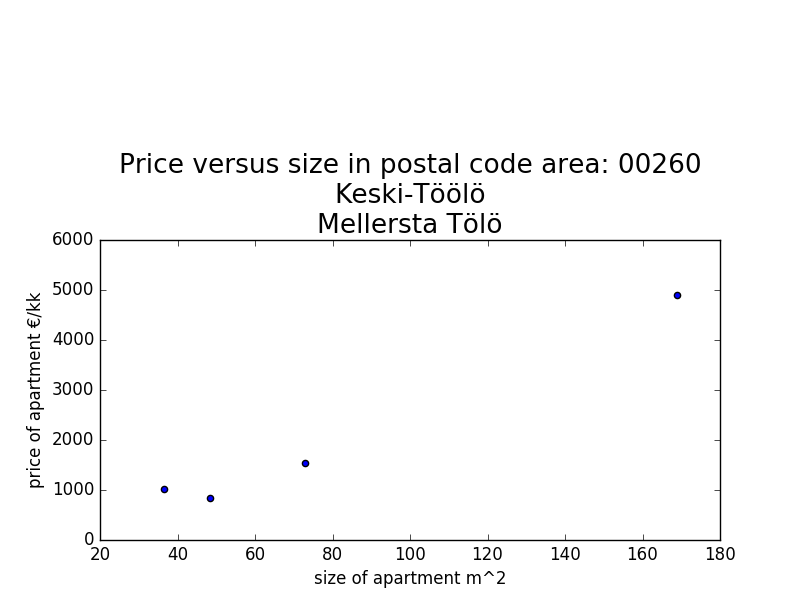 Price versus size in postal code area: 00260
Keski-Töölö
Mellersta Tölö
6000
5000
4000
3000
2000
1000
0
price of apartment €/kk
20 40 60 80 100 120 140 160 180
size of apartment m^2